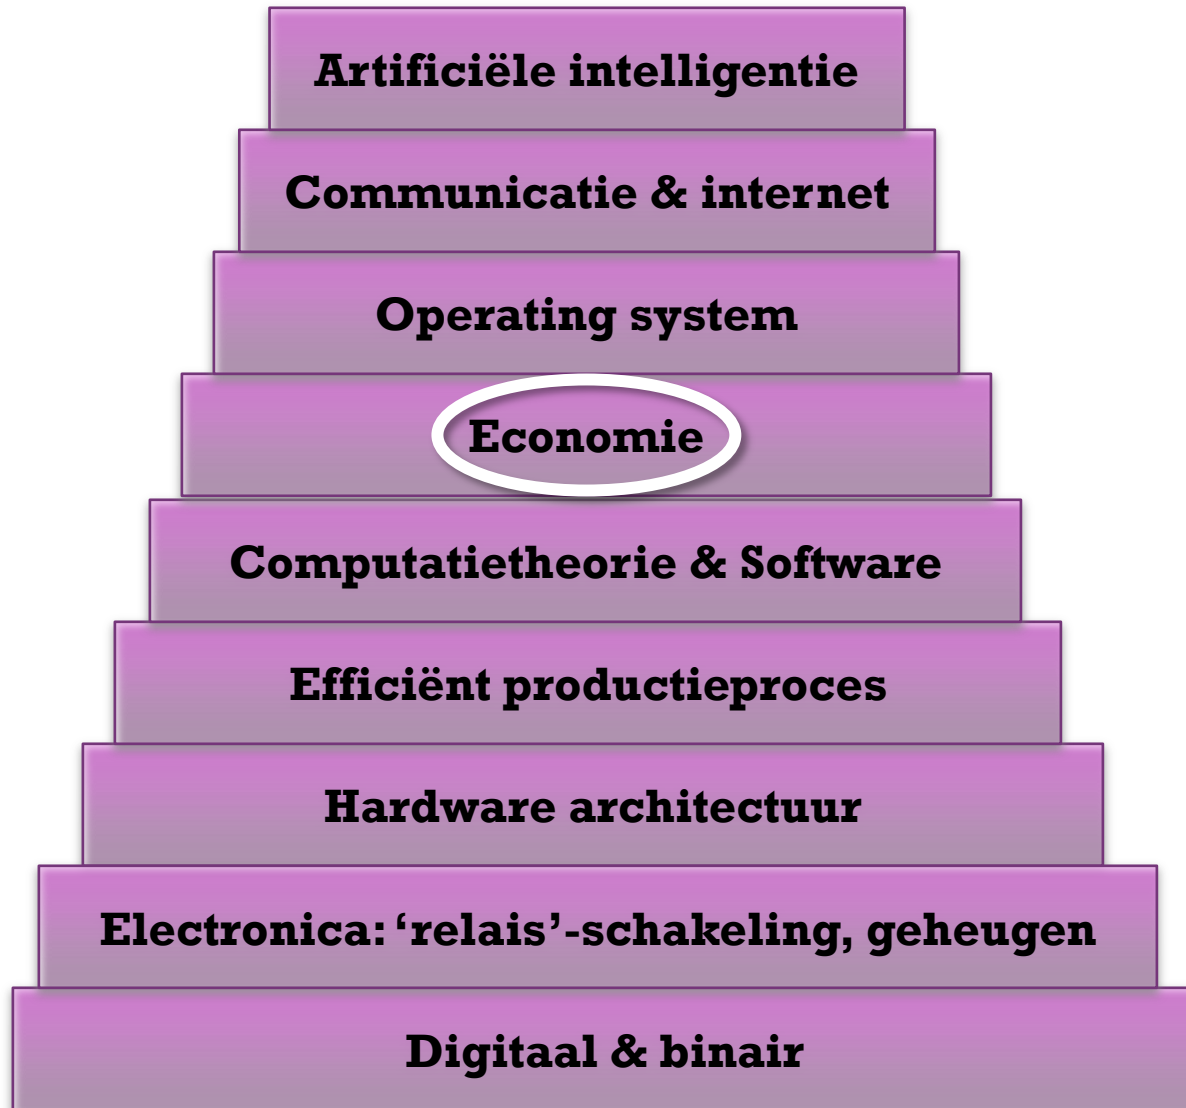 Artificiële intelligentie
Communicatie & internet
Operating system
Economie
Computatietheorie & Software
Efficiënt productieproces
Hardware architectuur
Electronica: ‘relais’-schakeling, geheugen
Digitaal & binair